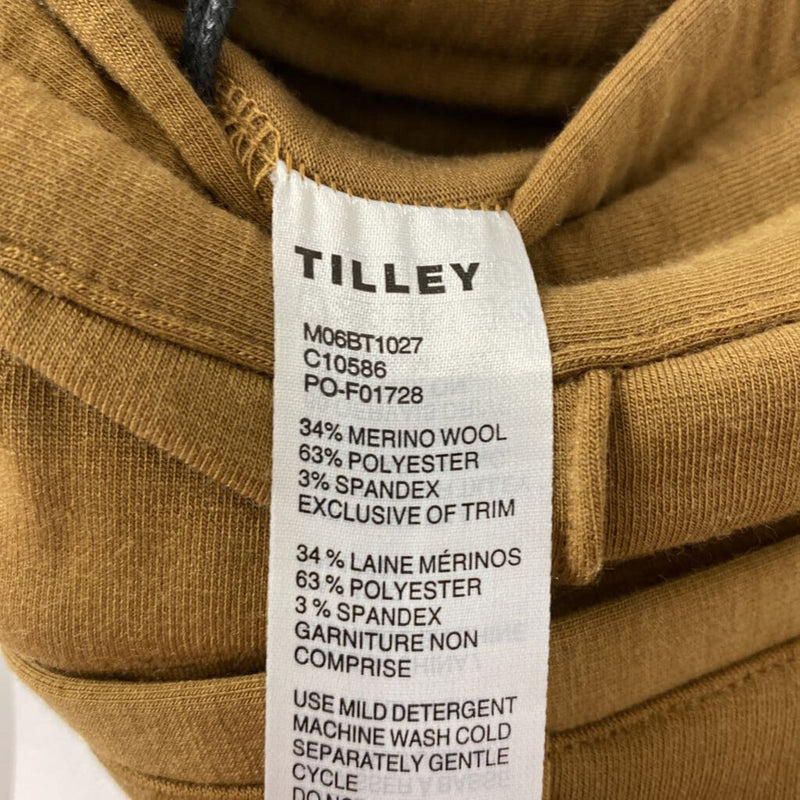 TILLEY
M06BT1027
C10586
PO-F01728
34% MERINO WOOL
63% POLYESTER
3% SPANDEX
EXCLUSIVE OF TRIM
34 % LAINE MÉRINOS
63 % POLYESTER
3 % SPANDEX
GARNITURE NON
COMPRISE
USE MILD DETERGENT
MACHINE WASH COLD
SEPARATELY GENTLE
CYCLE